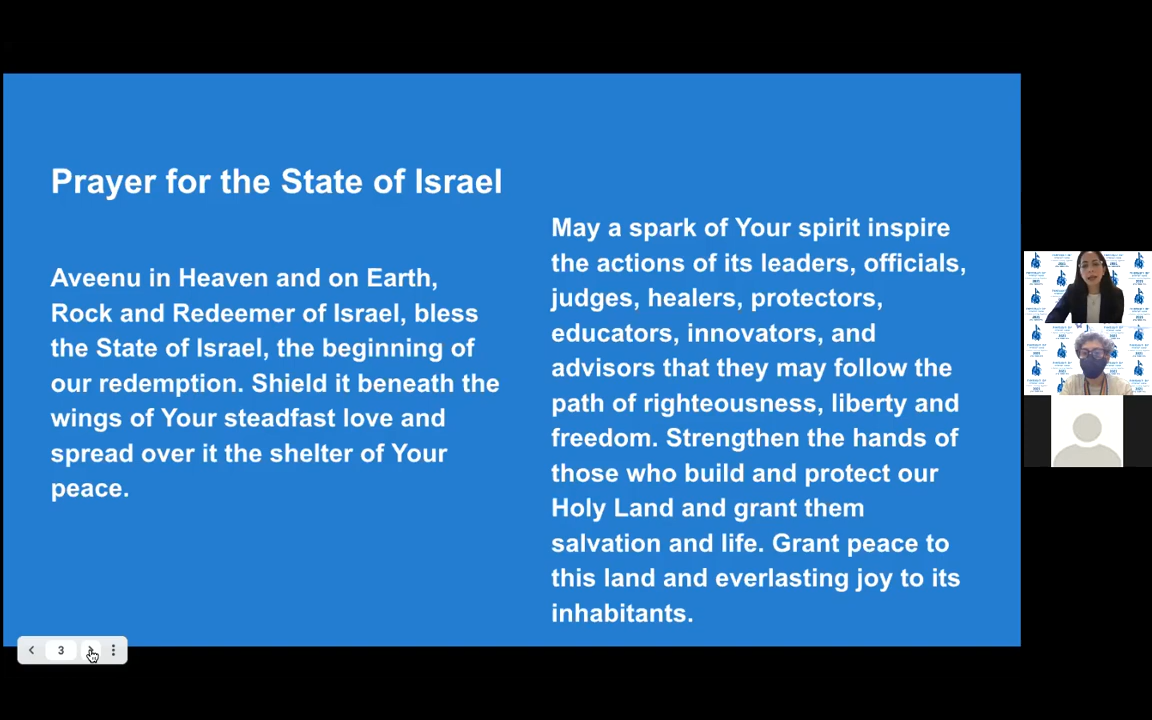 Prayer for the State of Israel
Aveenu in Heaven and on Earth,
Rock and Redeemer of Israel, bless
the State of Israel, the beginning of
our redemption. Shield it beneath the
wings of Your steadfast love and
spread over it the shelter of Your
peace.
May a spark of Your spirit inspire
the actions of its leaders, officials,
judges, healers, protectors,
educators, innovators, and
advisors that they may follow the
path of righteousness, liberty and
freedom. Strengthen the hands of
those who build and protect our
Holy Land and grant them
salvation and life. Grant peace to
this land and everlasting joy to its
inhabitants.
3